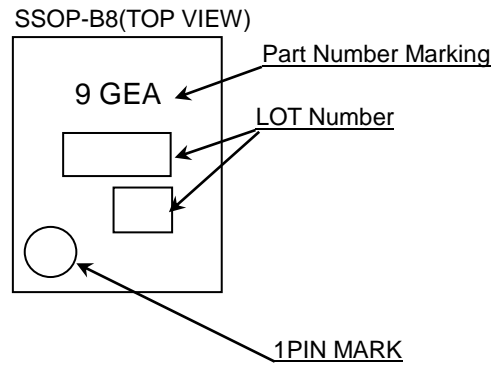 SSOP-B8(TOP VIEW)
Part Number Marking
9 GEA
LOT Number
1PIN MARK